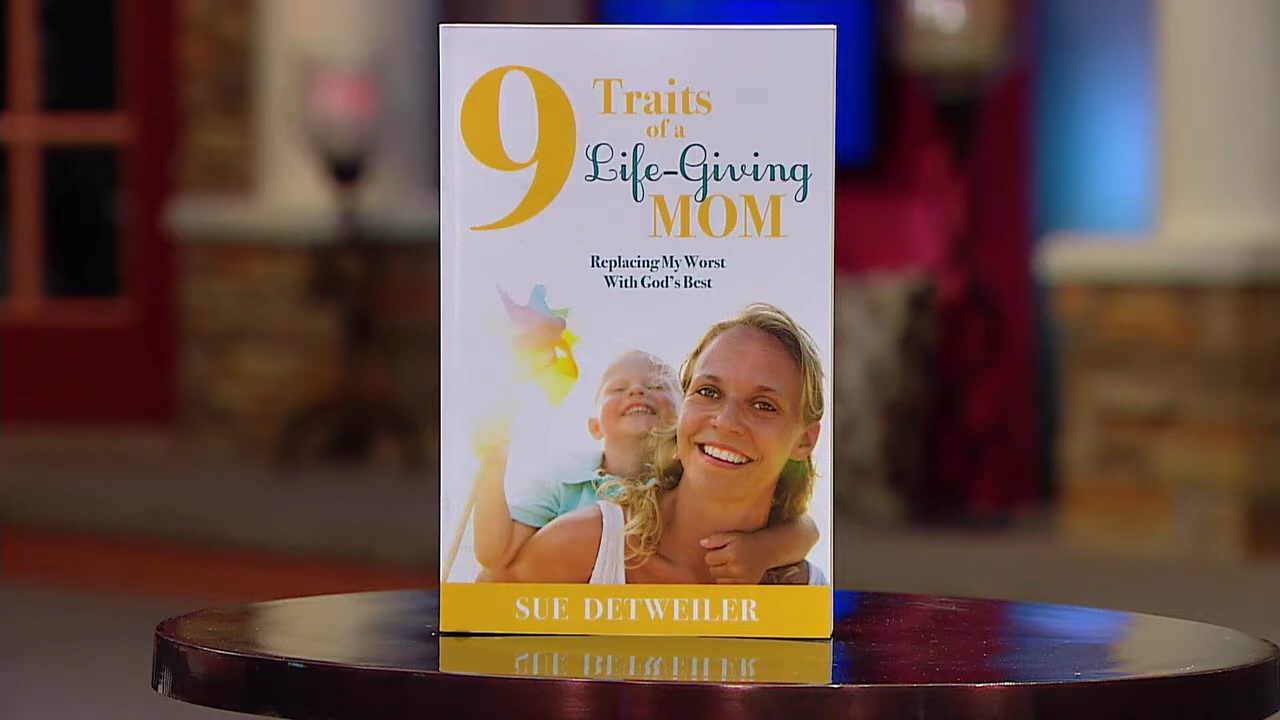 9 Traits
of a
Life-Giving
MOM
Replacing My Worst
With God's Best
SUE DETWEILER